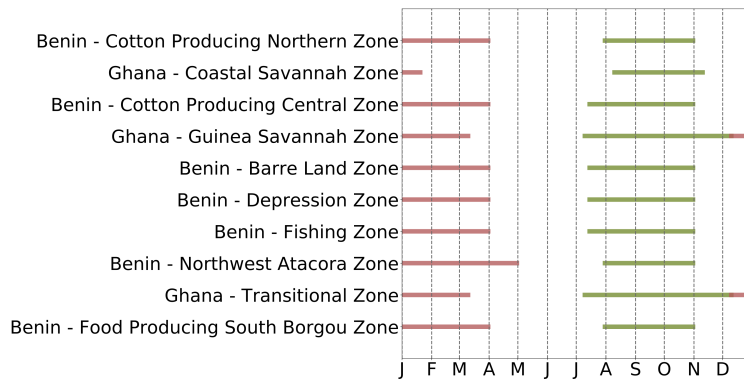 Benin - Cotton Producing Northern Zone
Ghana - Coastal Savannah Zone
Benin - Cotton Producing Central Zone
Ghana - Guinea Savannah Zone
Benin - Barre Land Zone
Benin - Depression Zone
Benin - Fishing Zone
Benin - Northwest Atacora Zone
Ghana - Transitional Zone
Benin - Food Producing South Borgou Zone
J F M A M J J A S O N D